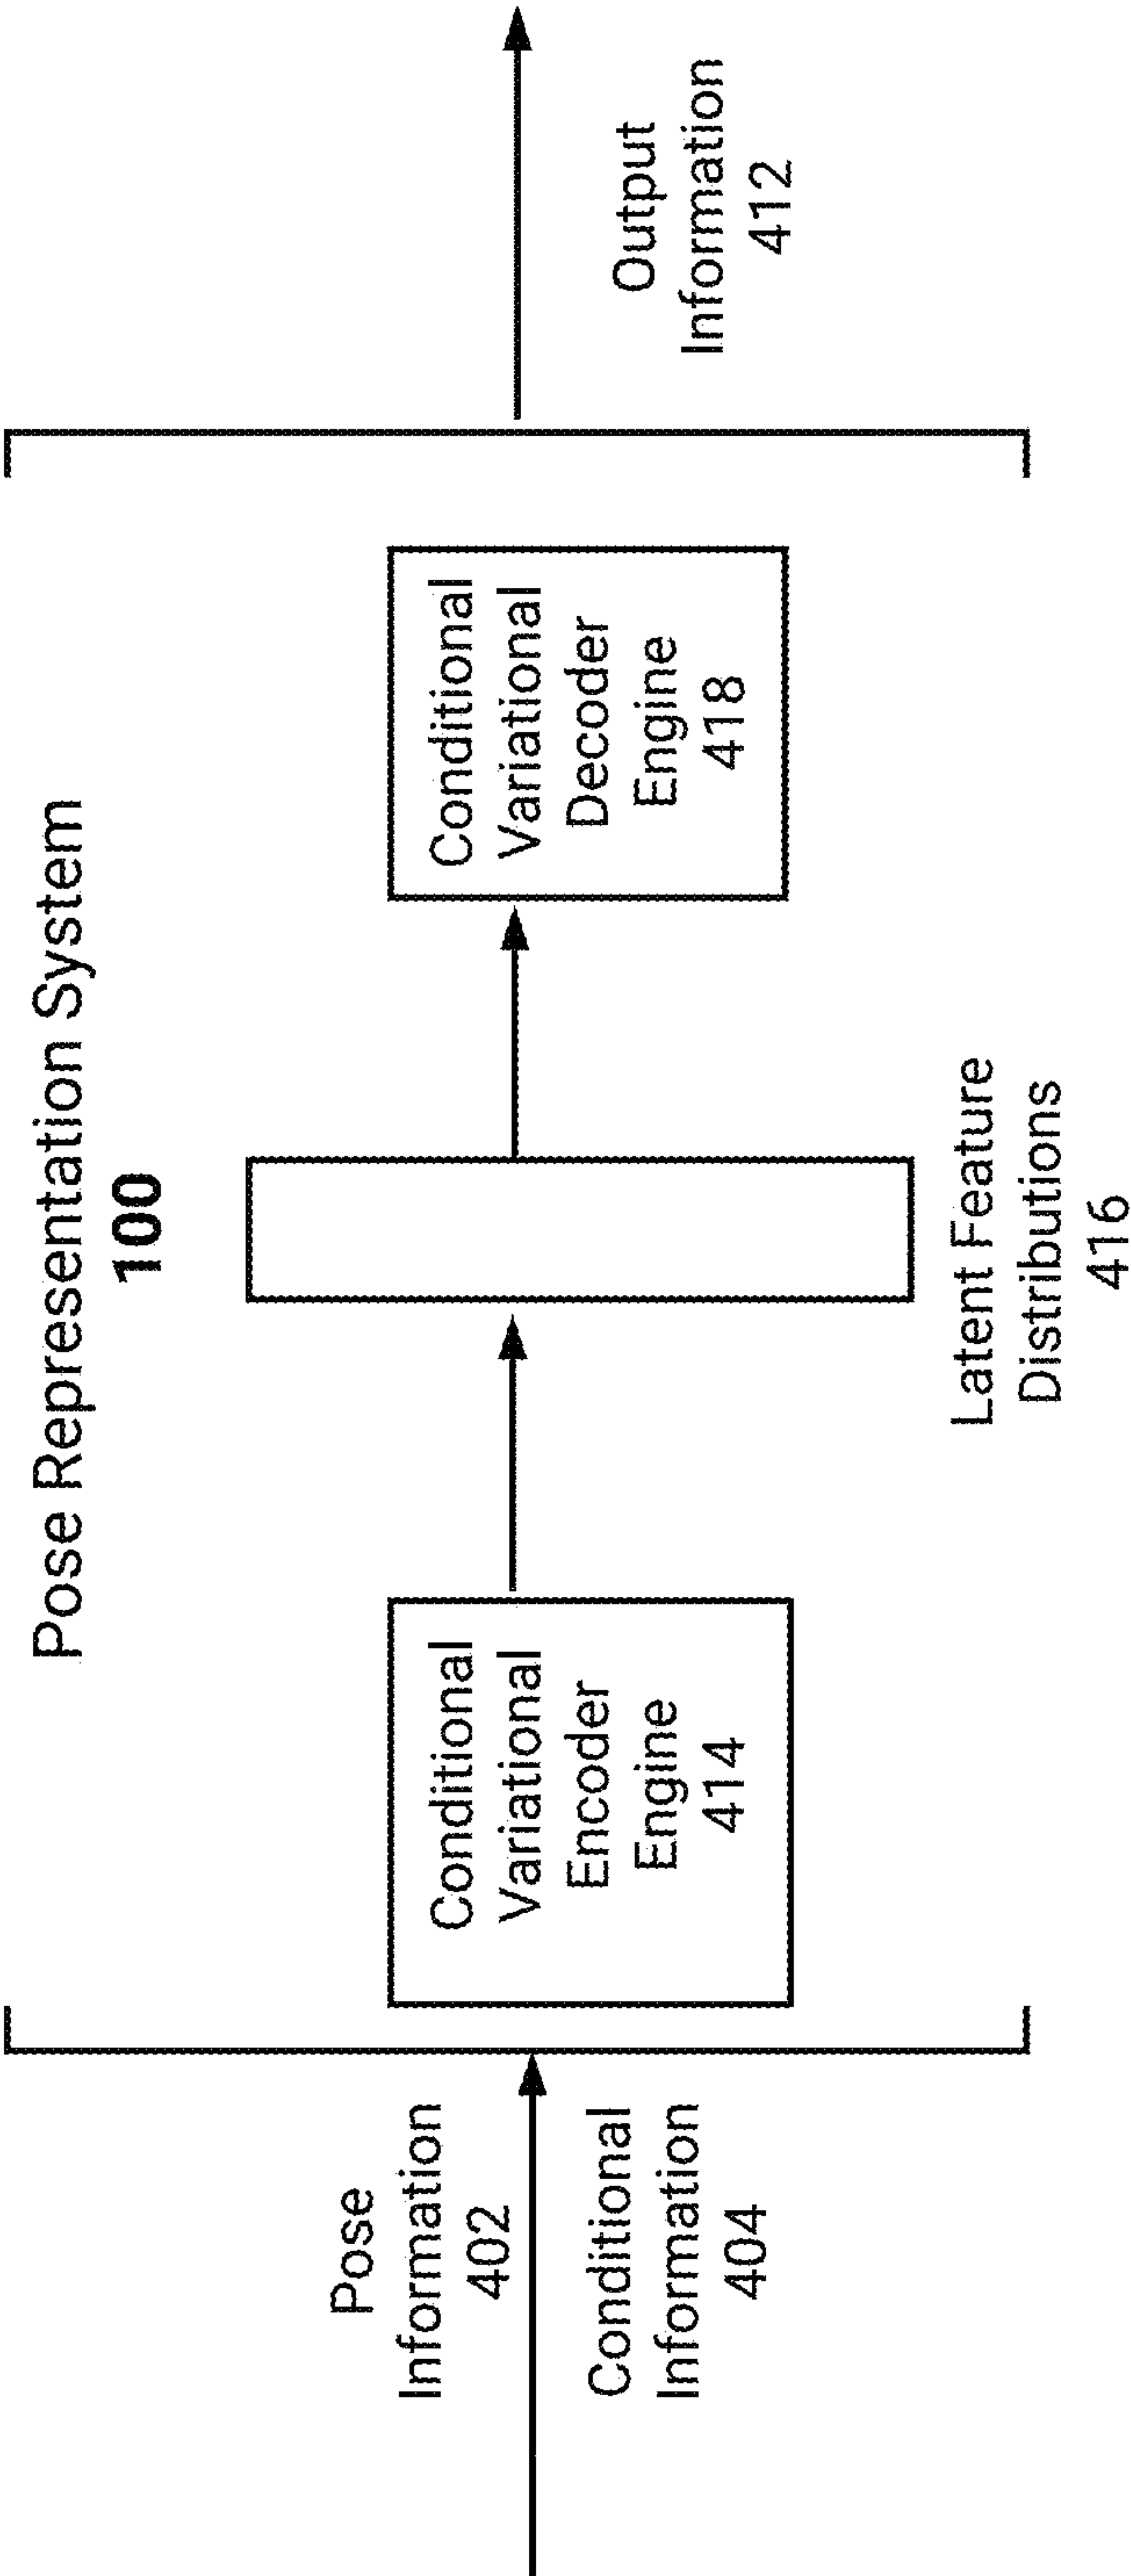 Pose Representation System
100
Pose
Information
402
Conditional
Information
404
Conditional
Variational
Encoder
Engine
414
Latent Feature
Distributions
416
Conditional
Variational
Decoder
Engine
418
Output
Information
412